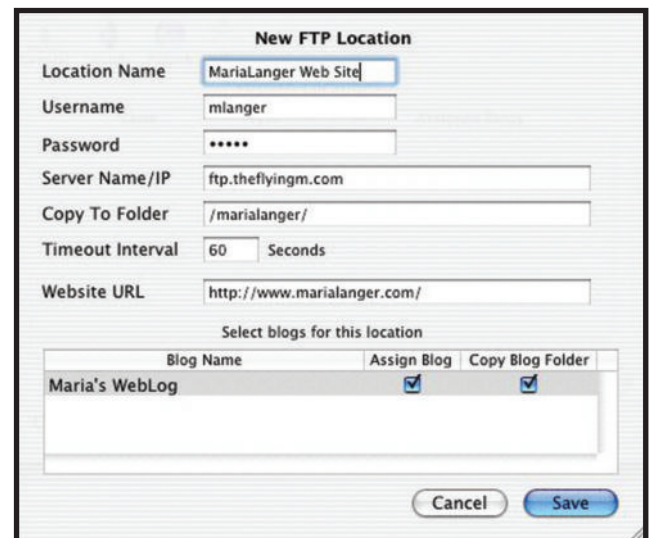 New FTP Location
Location Name MariaLanger Web Site
Username mlanger
Password •••••
Server Name/IP ftp.theflyingm.com
Copy To Folder /marialanger/
Timeout Interval 60 Seconds
Website URL http://www.marialanger.com/
Select blogs for this location
Blog Name Assign Blog Copy Blog Folder
Maria's WebLog
Cancel Save